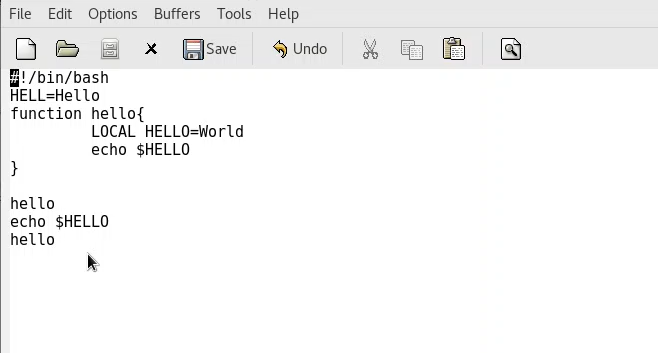 File Edit Options Buffers Tools Help
Save Undo
#!/bin/bash
HELL=Hello
function hello{
LOCAL HELLO=World
echo $HELLO
}
hello
echo $HELLO
hello